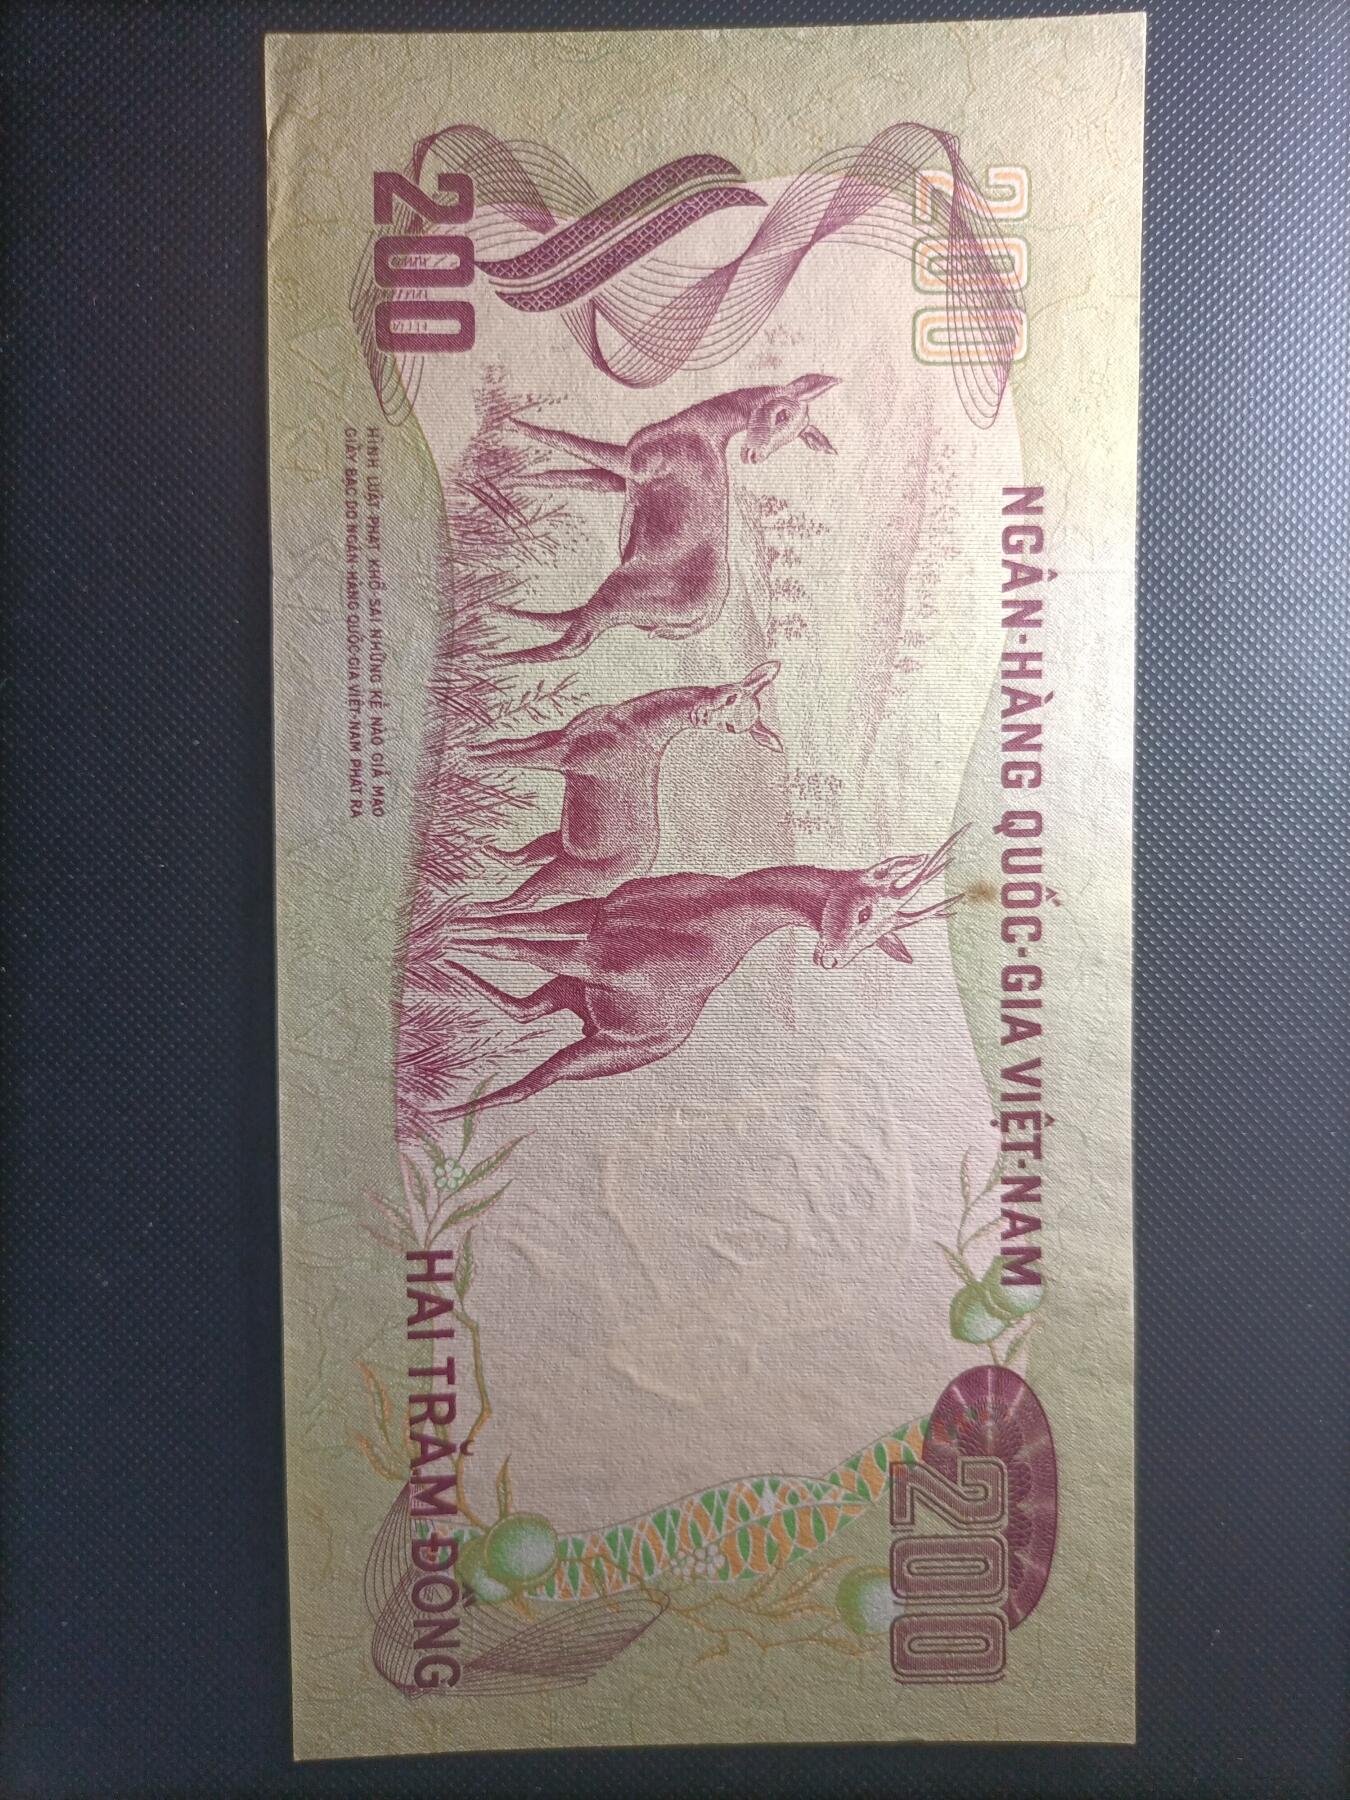 200
NGÂN-HÀNG QUỐC-GIA VIỆT-NAM
200
200
HÌNH LUẬT PHẠT KHỔ SAI NHỮNG KẺ NÀO GIẢ MẠO
GIẤY BẠC DO NGÂN-HÀNG QUỐC-GIA VIỆT-NAM PHÁT RA
HAI TRĂM ĐỒNG